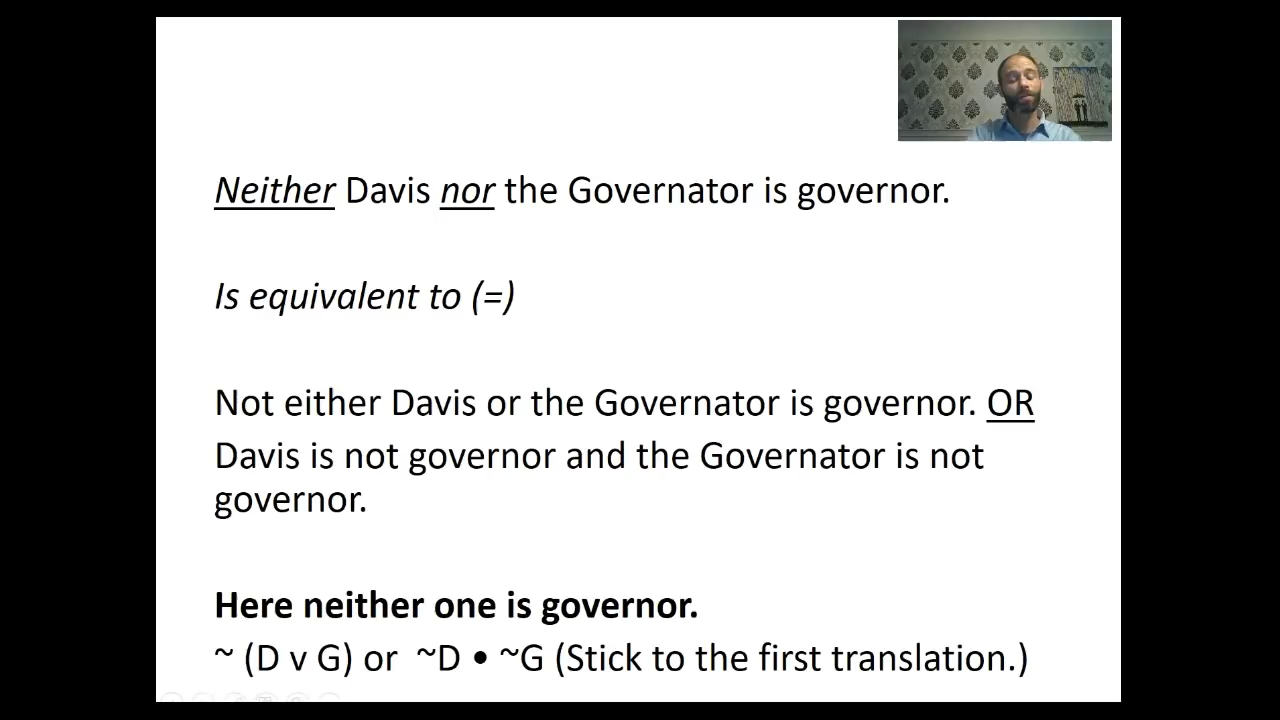 Neither Davis nor the Governator is governor.
Is equivalent to (=)
Not either Davis or the Governator is governor. OR
Davis is not governor and the Governator is not
governor.
Here neither one is governor.
~ (D v G) or ~D • ~G (Stick to the first translation.)